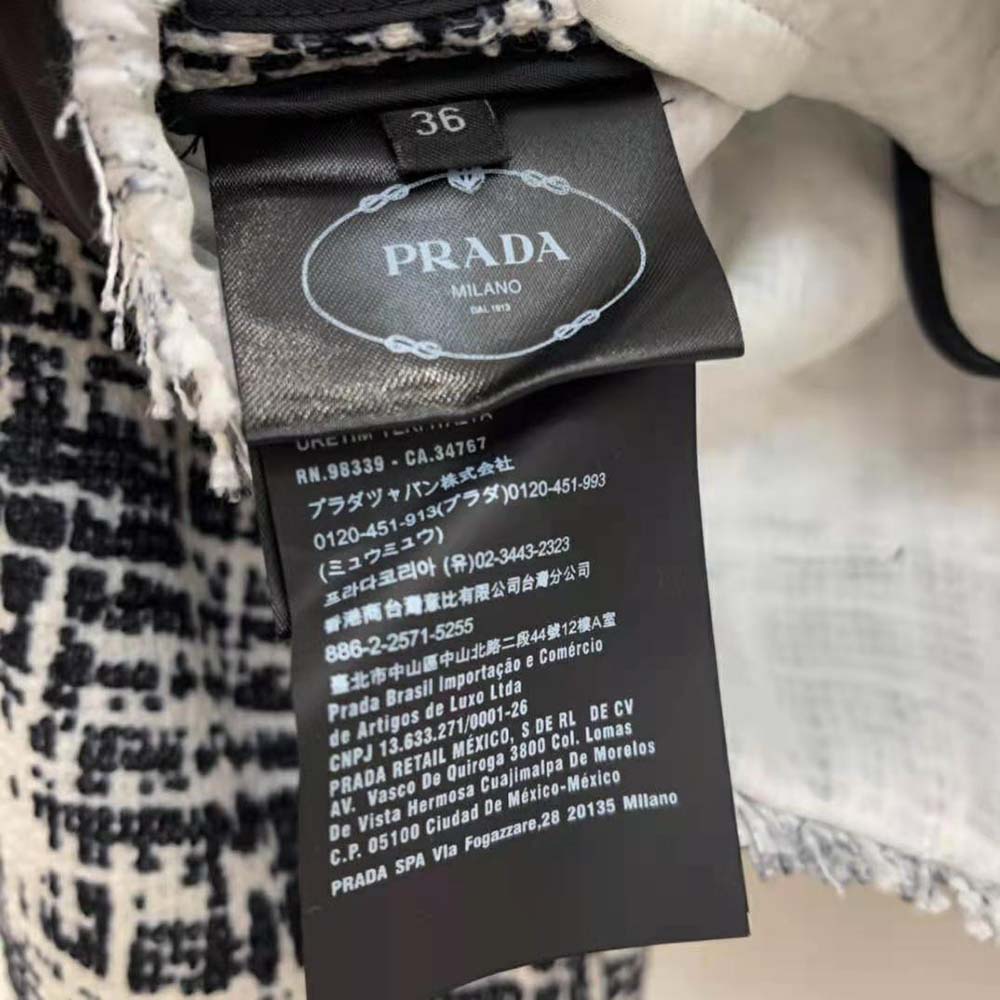 36
PRADA
MILANO
DAL 1913
RN.98339 - CA.34767
プラダジャパン株式会社
0120-451-913(プラダ)0120-451-993
(ミュウミュウ)
프라다코리아 (유)02-3443-2323
香港商台灣意比有限公司台灣分公司
886-2-2571-5255
臺北市中山區中山北路二段44號12樓A室
Prada Brasil Importação e Comércio
de Artigos de Luxo Ltda
CNPJ 13.633.271/0001-26
PRADA RETAIL MÉXICO, S DE RL DE CV
AV. Vasco De Quiroga 3800 Col. Lomas
De Vista Hermosa Cuajimalpa De Morelos
C.P. 05100 Ciudad De México-México
PRADA SPA VIa Fogazzare,28 20135 MIlano